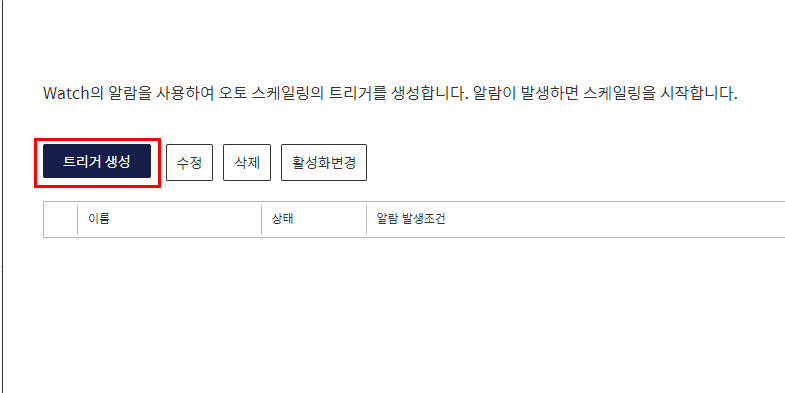 Watch의 알람을 사용하여 오토 스케일링의 트리거를 생성합니다. 알람이 발생하면 스케일링을 시작합니다.
트리거 생성 수정 삭제 활성화변경
이름 상태 알람 발생조건